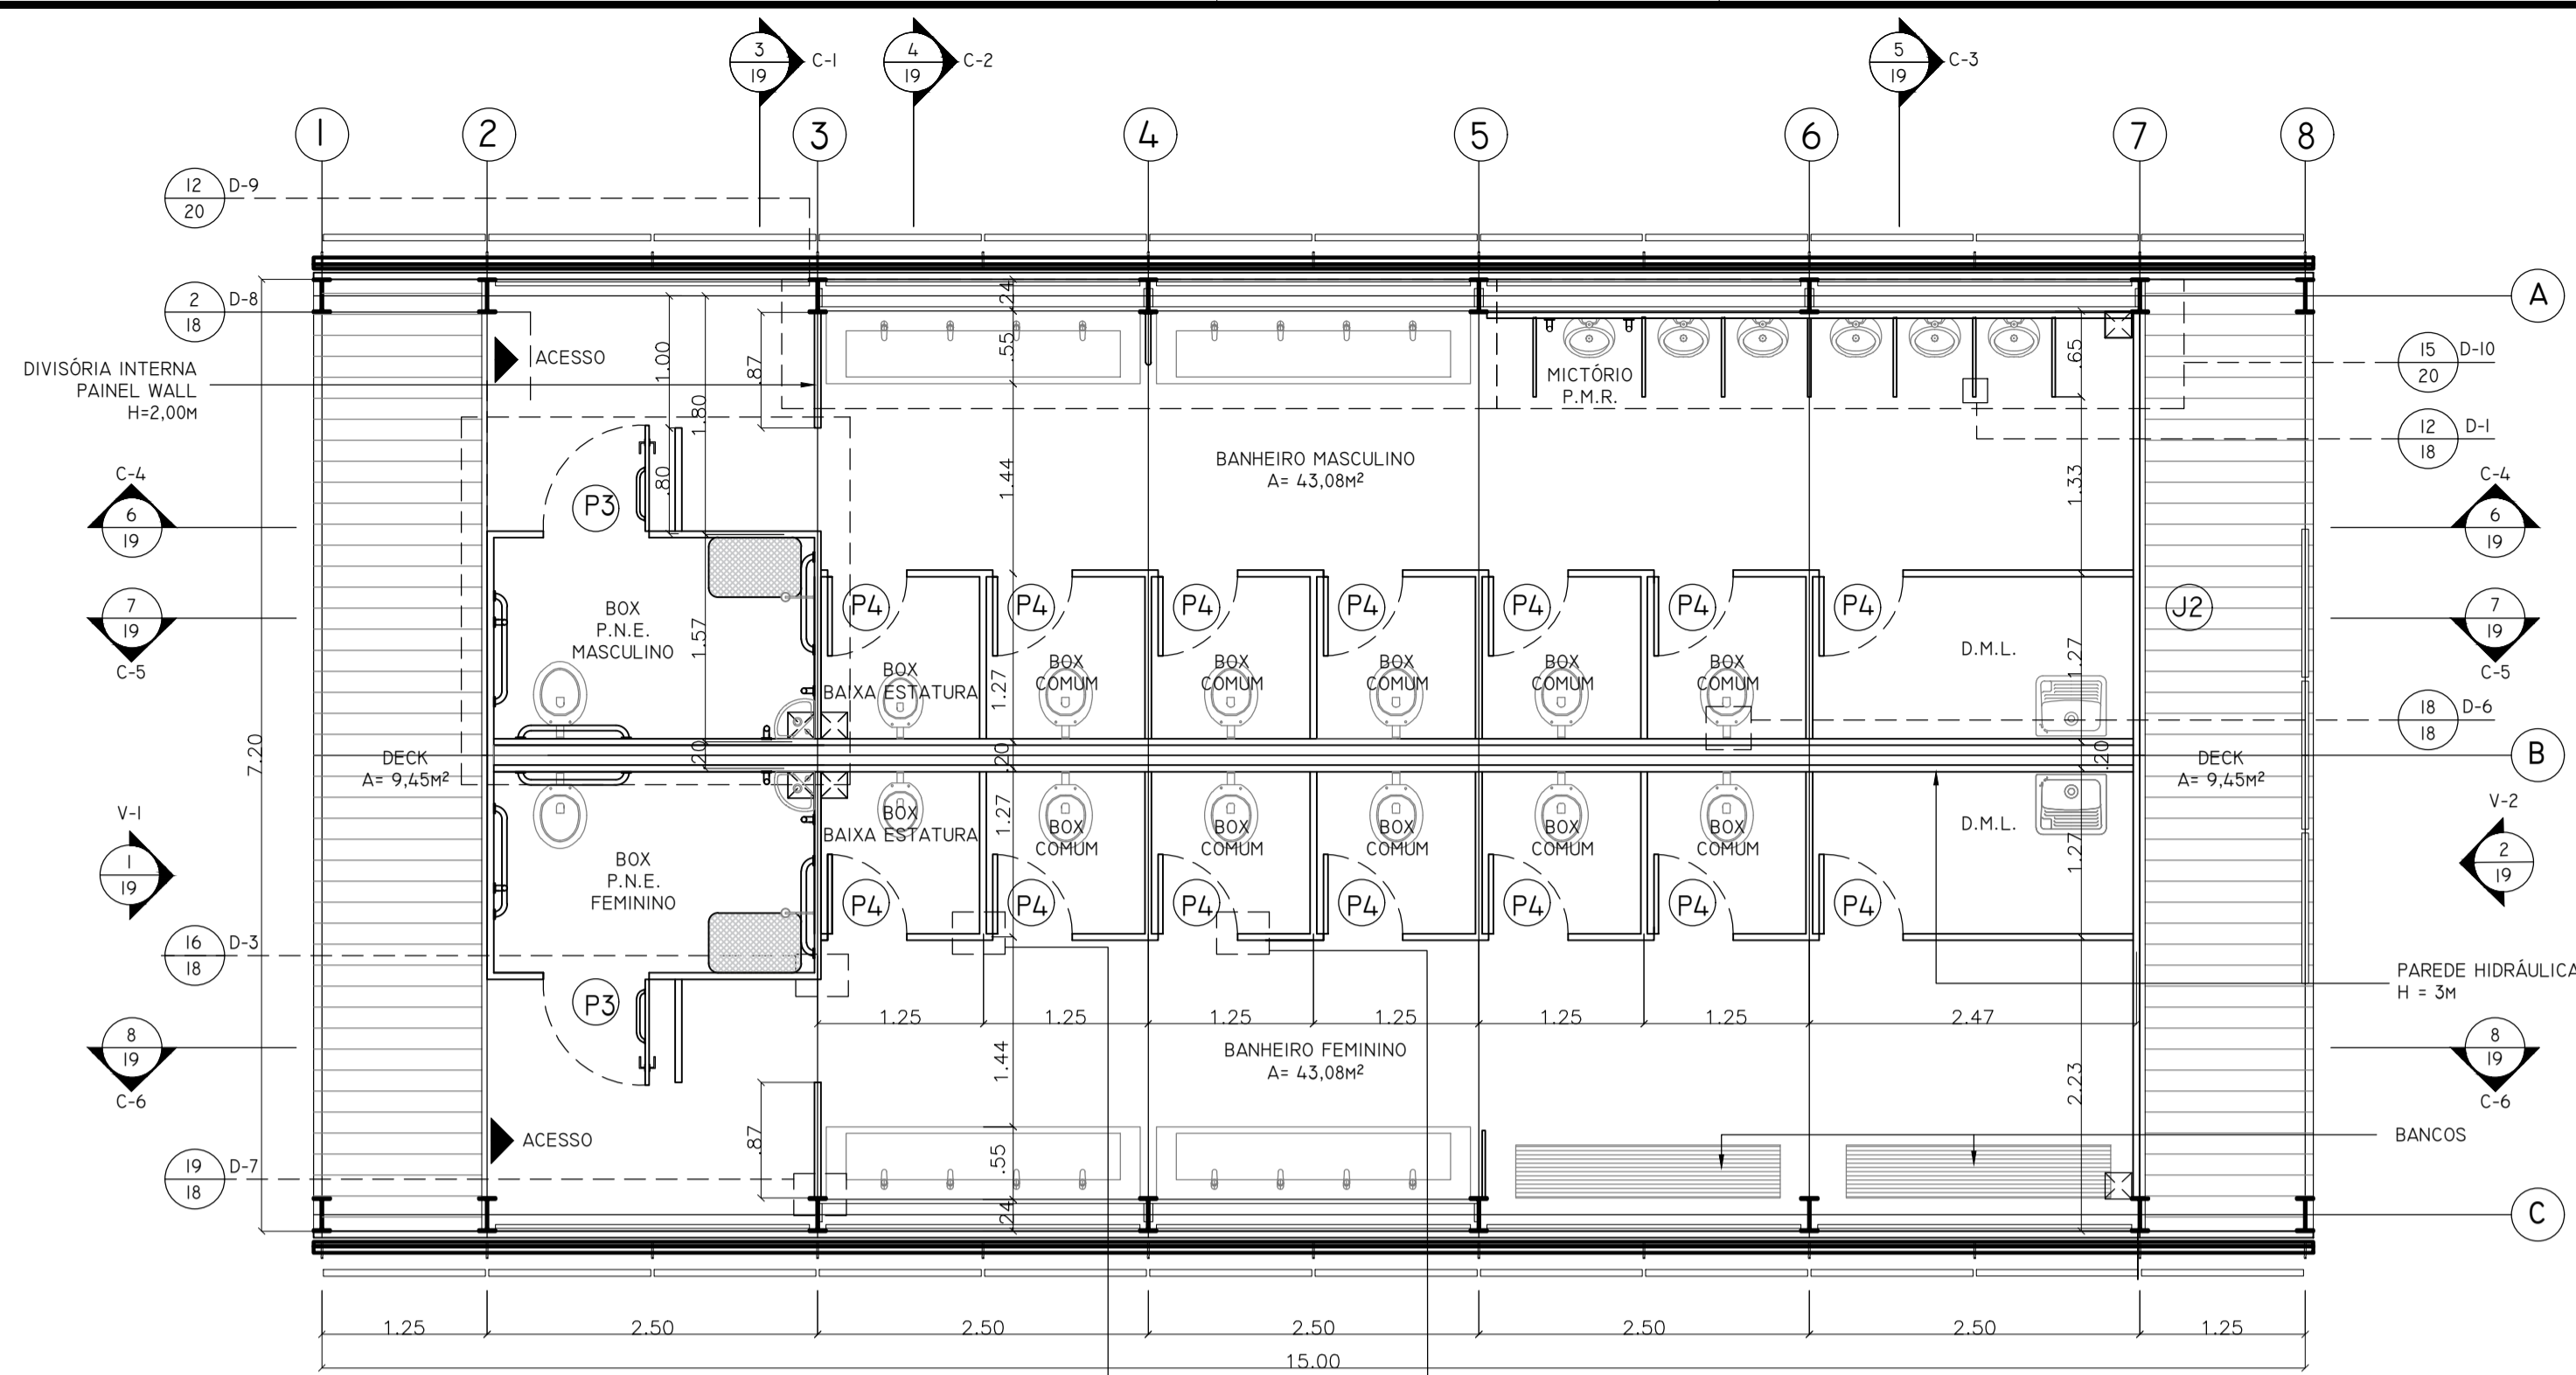 3
19
C-1
4
19
C-2
5
19
C-3
1
2
3
4
5
6
7
8
12
20
D-9
2
18
D-8
A
.24
DIVISÓRIA INTERNA
PAINEL WALL
H=2,00M
ACESSO
1.00
1.80
.87
.55
.65
MICTÓRIO
P.M.R.
15
20
D-10
12
18
D-1
C-4
6
19
.80
1.44
BANHEIRO MASCULINO
A= 43,08M²
1.33
C-4
6
19
P3
7
19
C-5
BOX
P.N.E.
MASCULINO
1.57
P4
P4
P4
P4
P4
P4
P4
J2
7
19
C-5
BOX
BAIXA ESTATURA
1.27
BOX
COMUM
BOX
COMUM
BOX
COMUM
BOX
COMUM
BOX
COMUM
D.M.L.
1.27
18
18
D-6
7.20
DECK
A= 9,45M²
.20
.20
.20
DECK
A= 9,45M²
B
V-1
1
19
BOX
P.N.E.
FEMININO
BOX
BAIXA ESTATURA
1.27
BOX
COMUM
BOX
COMUM
BOX
COMUM
BOX
COMUM
BOX
COMUM
D.M.L.
1.27
V-2
2
19
P4
P4
P4
P4
P4
P4
P4
16
18
D-3
P3
PAREDE HIDRÁULICA
H = 3M
1.25
1.25
1.25
1.25
1.25
1.25
2.47
8
19
C-6
1.44
BANHEIRO FEMININO
A= 43,08M²
2.23
8
19
C-6
ACESSO
.87
.55
BANCOS
19
18
D-7
.24
C
1.25
2.50
2.50
2.50
2.50
2.50
1.25
15.00